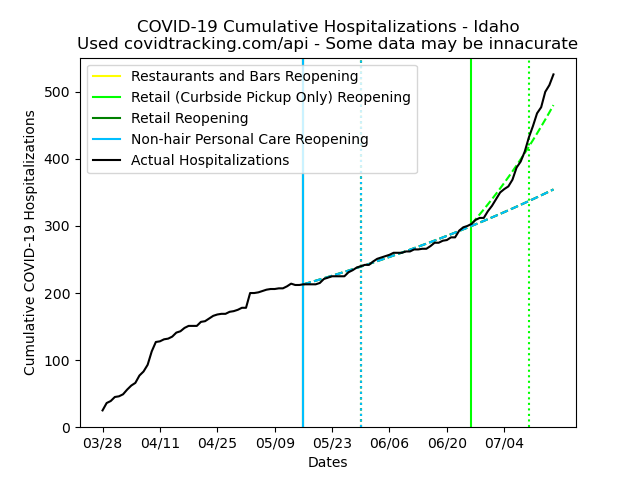 COVID-19 Cumulative Hospitalizations - Idaho
Used covidtracking.com/api - Some data may be innacurate
Restaurants and Bars Reopening
Retail (Curbside Pickup Only) Reopening
Retail Reopening
Non-hair Personal Care Reopening
Actual Hospitalizations
Cumulative COVID-19 Hospitalizations
500
400
300
200
100
0
03/28 04/11 04/25 05/09 05/23 06/06 06/20 07/04
Dates